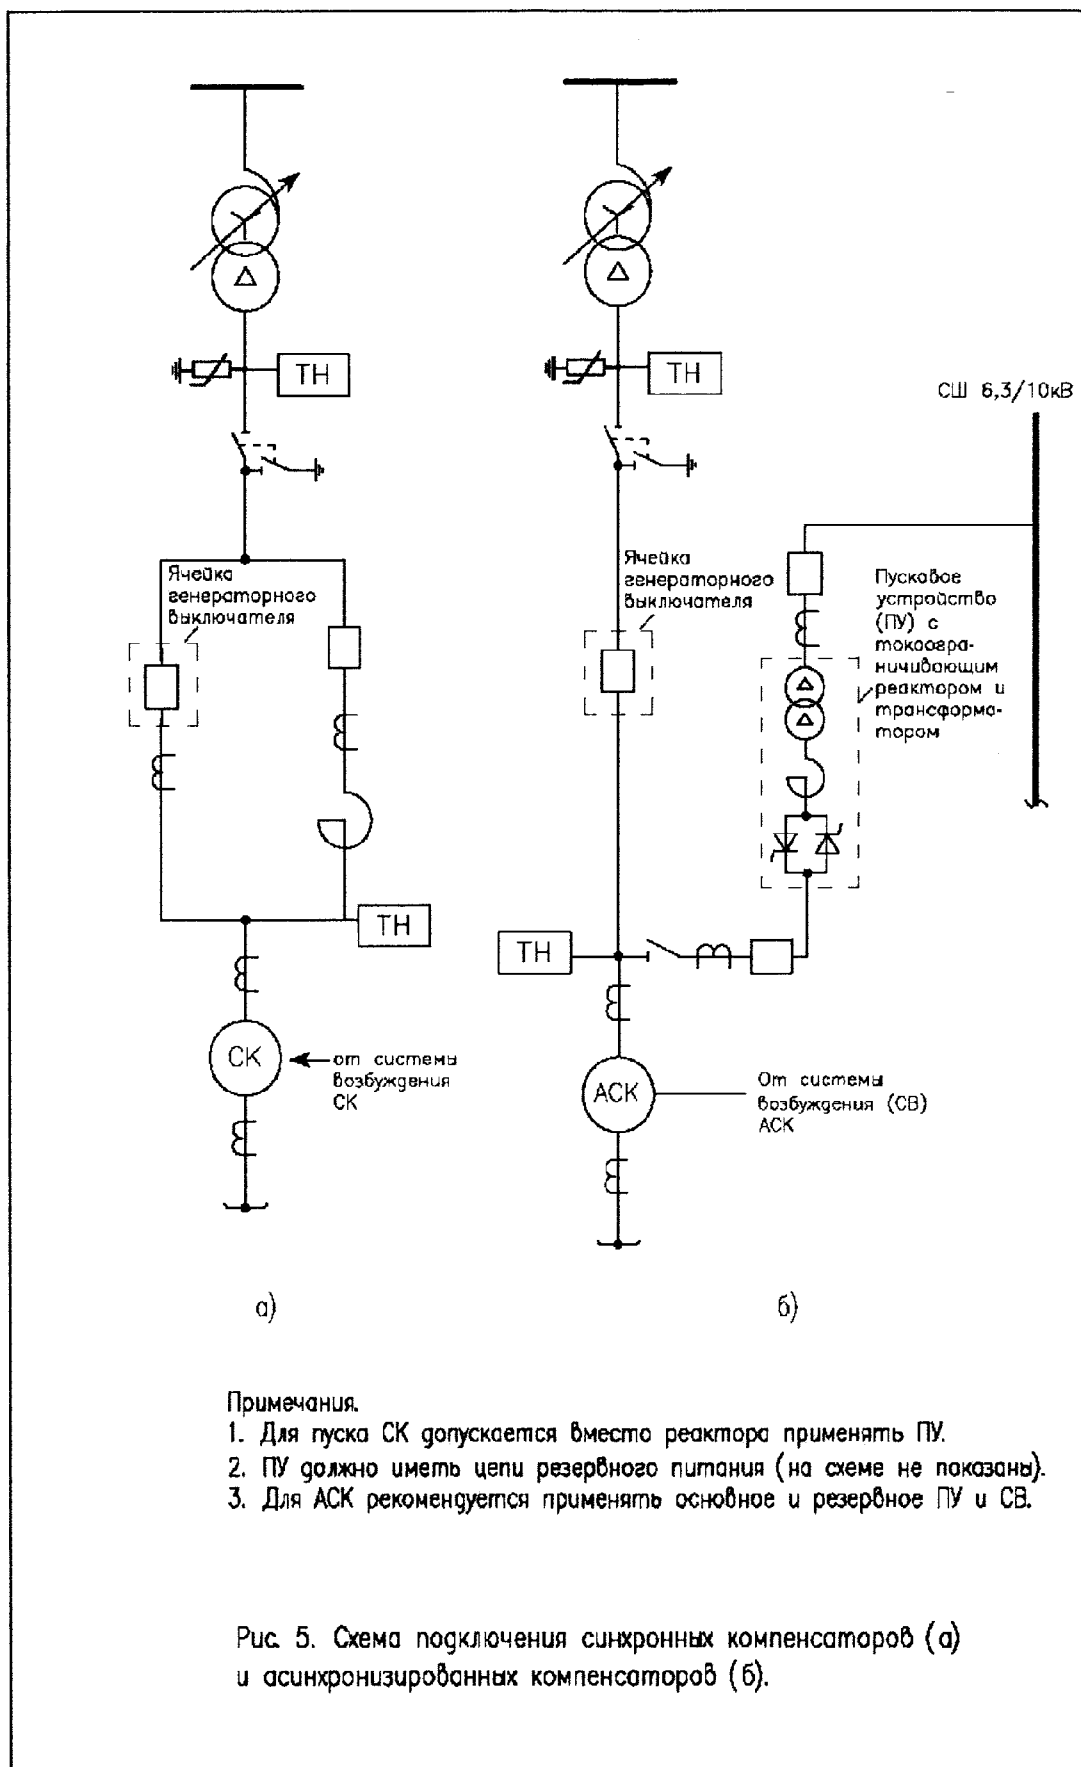 ТН
ТН
СШ 6,3/10кВ
Ячейка
генераторного
выключателя
Ячейка
генераторного
выключателя
Пусковое
устройство
(ПУ) с
токоогра-
ничивающим
реактором и
трансформа-
тором
ТН
ТН
СК
от системы
возбуждения
СК
АСК
От системы
возбуждения (СВ)
АСК
а)
б)
Примечания.
1. Для пуска СК допускается вместо реактора применять ПУ.
2. ПУ должно иметь цепи резервного питания (на схеме не показаны).
3. Для АСК рекомендуется применять основное и резервное ПУ и СВ.
Рис. 5. Схема подключения синхронных компенсаторов (а)
и асинхронизированных компенсаторов (б).